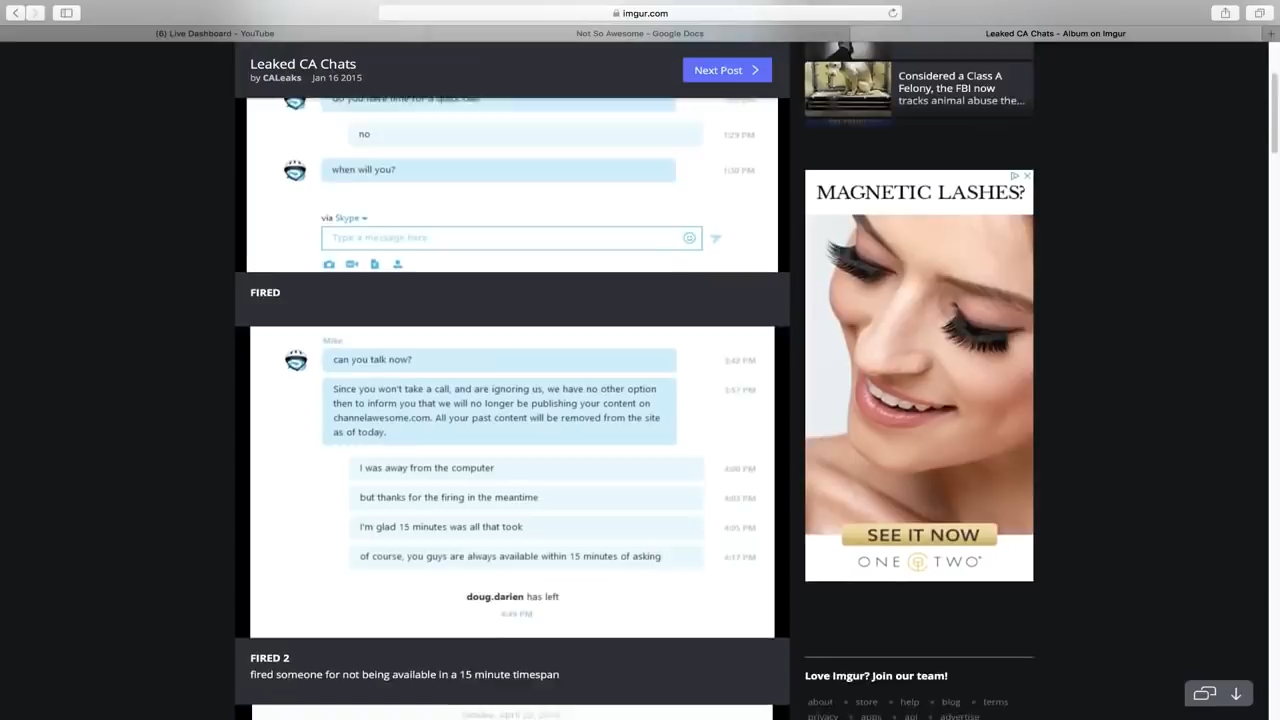 imgur.com
(6) Live Dashboard - YouTube
Not So Awesome - Google Docs
Leaked CA Chats - Album on Imgur
Leaked CA Chats
by CALeaks Jan 16 2015
Next Post
no
1:29 PM
when will you?
1:30 PM
via Skype
Type a message here
FIRED
Mike
can you talk now?
3:42 PM
Since you won't take a call, and are ignoring us, we have no other option
3:57 PM
then to inform you that we will no longer be publishing your content on
channelawesome.com. All your past content will be removed from the site
as of today.
I was away from the computer
4:00 PM
but thanks for the firing in the meantime
4:03 PM
I'm glad 15 minutes was all that took
4:05 PM
of course, you guys are always available within 15 minutes of asking
4:17 PM
doug.darien has left
4:49 PM
FIRED 2
fired someone for not being available in a 15 minute timespan
Considered a Class A
Felony, the FBI now
tracks animal abuse the...
MAGNETIC LASHES?
SEE IT NOW
ONE TWO
Love Imgur? Join our team!
about store help blog terms
privacy apps api advertise